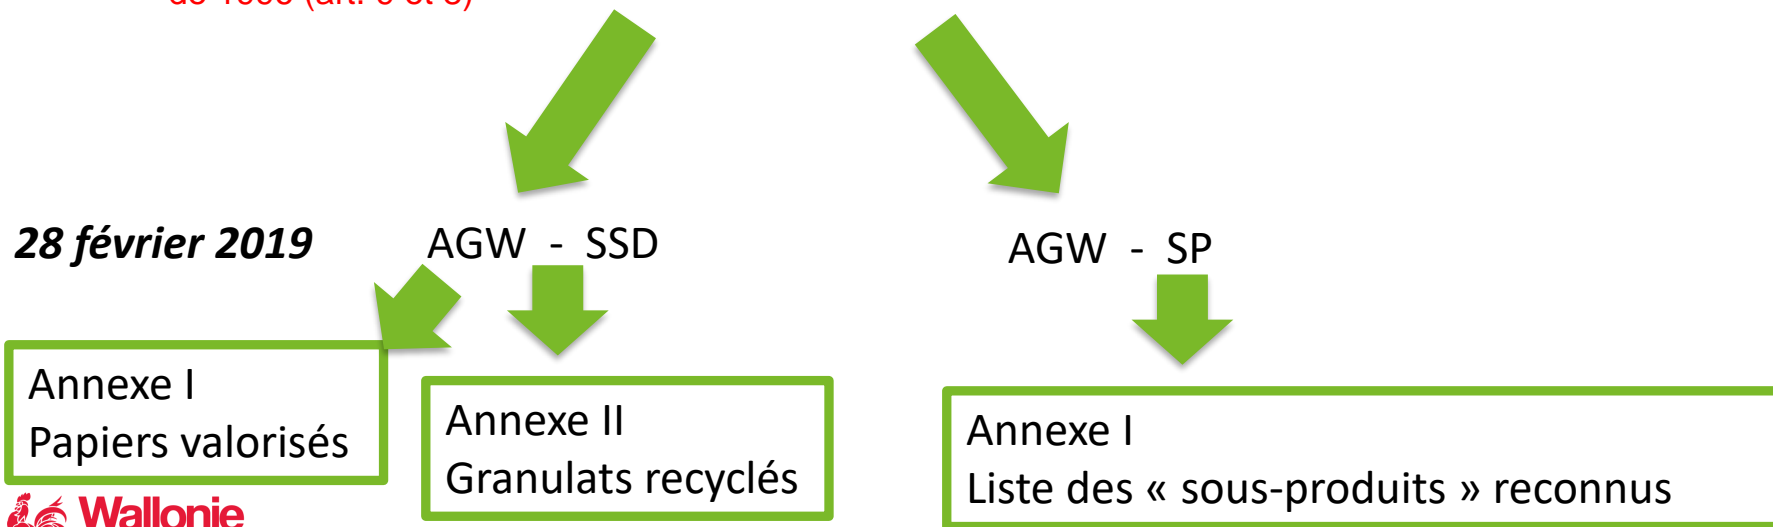 28 février 2019
AGW - SSD
AGW - SP
Annexe I
Papiers valorisés
Annexe II
Granulats recyclés
Annexe I
Liste des « sous-produits » reconnus
Wallonie